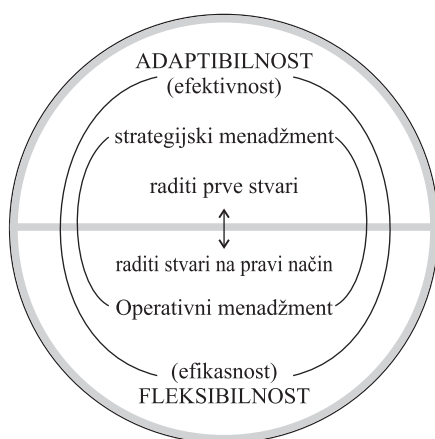 ADAPTIBILNOST
(efektivnost)
strategijski menadžment
raditi prve stvari
raditi stvari na pravi način
Operativni menadžment
(efikasnost)
FLEKSIBILNOST